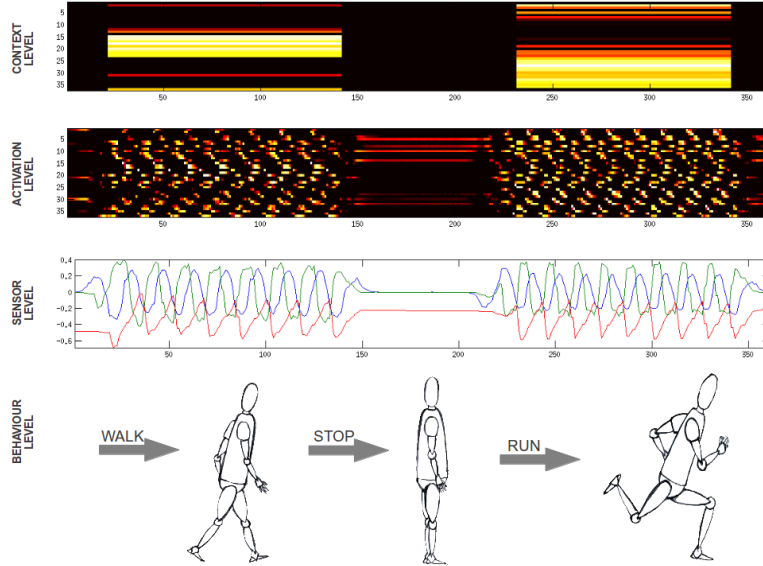 CONTEXT
LEVEL
5
10
15
20
25
30
35
50 100 150 200 250 300 350
ACTIVATION
LEVEL
5
10
15
20
25
30
35
50 100 150 200 250 300 350
SENSOR
LEVEL
0,4
0,2
0
-0.2
-0.4
-0.6
50 100 150 200 250 300 350
BEHAVIOUR
LEVEL
WALK STOP RUN